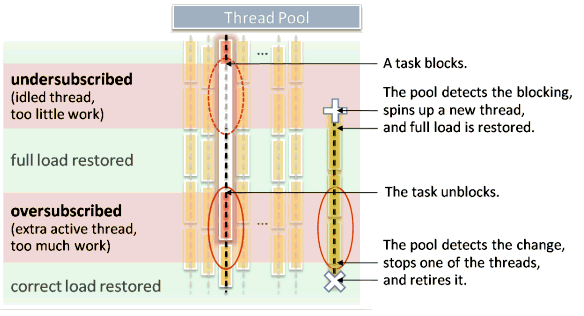 Thread Pool
...
A task blocks.
undersubscribed
(idled thread,
too little work)
The pool detects the blocking,
spins up a new thread,
and full load is restored.
full load restored
The task unblocks.
oversubscribed
(extra active thread,
too much work)
...
The pool detects the change,
stops one of the threads,
and retires it.
correct load restored